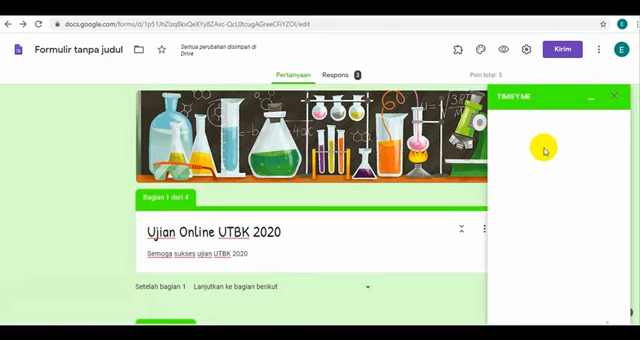 docs.google.com/forms/d/1p51JhZlzq8kxQeXYy8ZAxc-QcL0tcugAGreeCFiYZOI/edit
E
Formulir tanpa judul
Semua perubahan disimpan di
Drive
Kirim
E
Pertanyaan
Respons 3
Poin total: 5
TIMIFY.ME
Bagian 1 dari 4
Ujian Online UTBK 2020
Semoga sukses ujian UTBK 2020
Setelah bagian 1 Lanjutkan ke bagian berikut